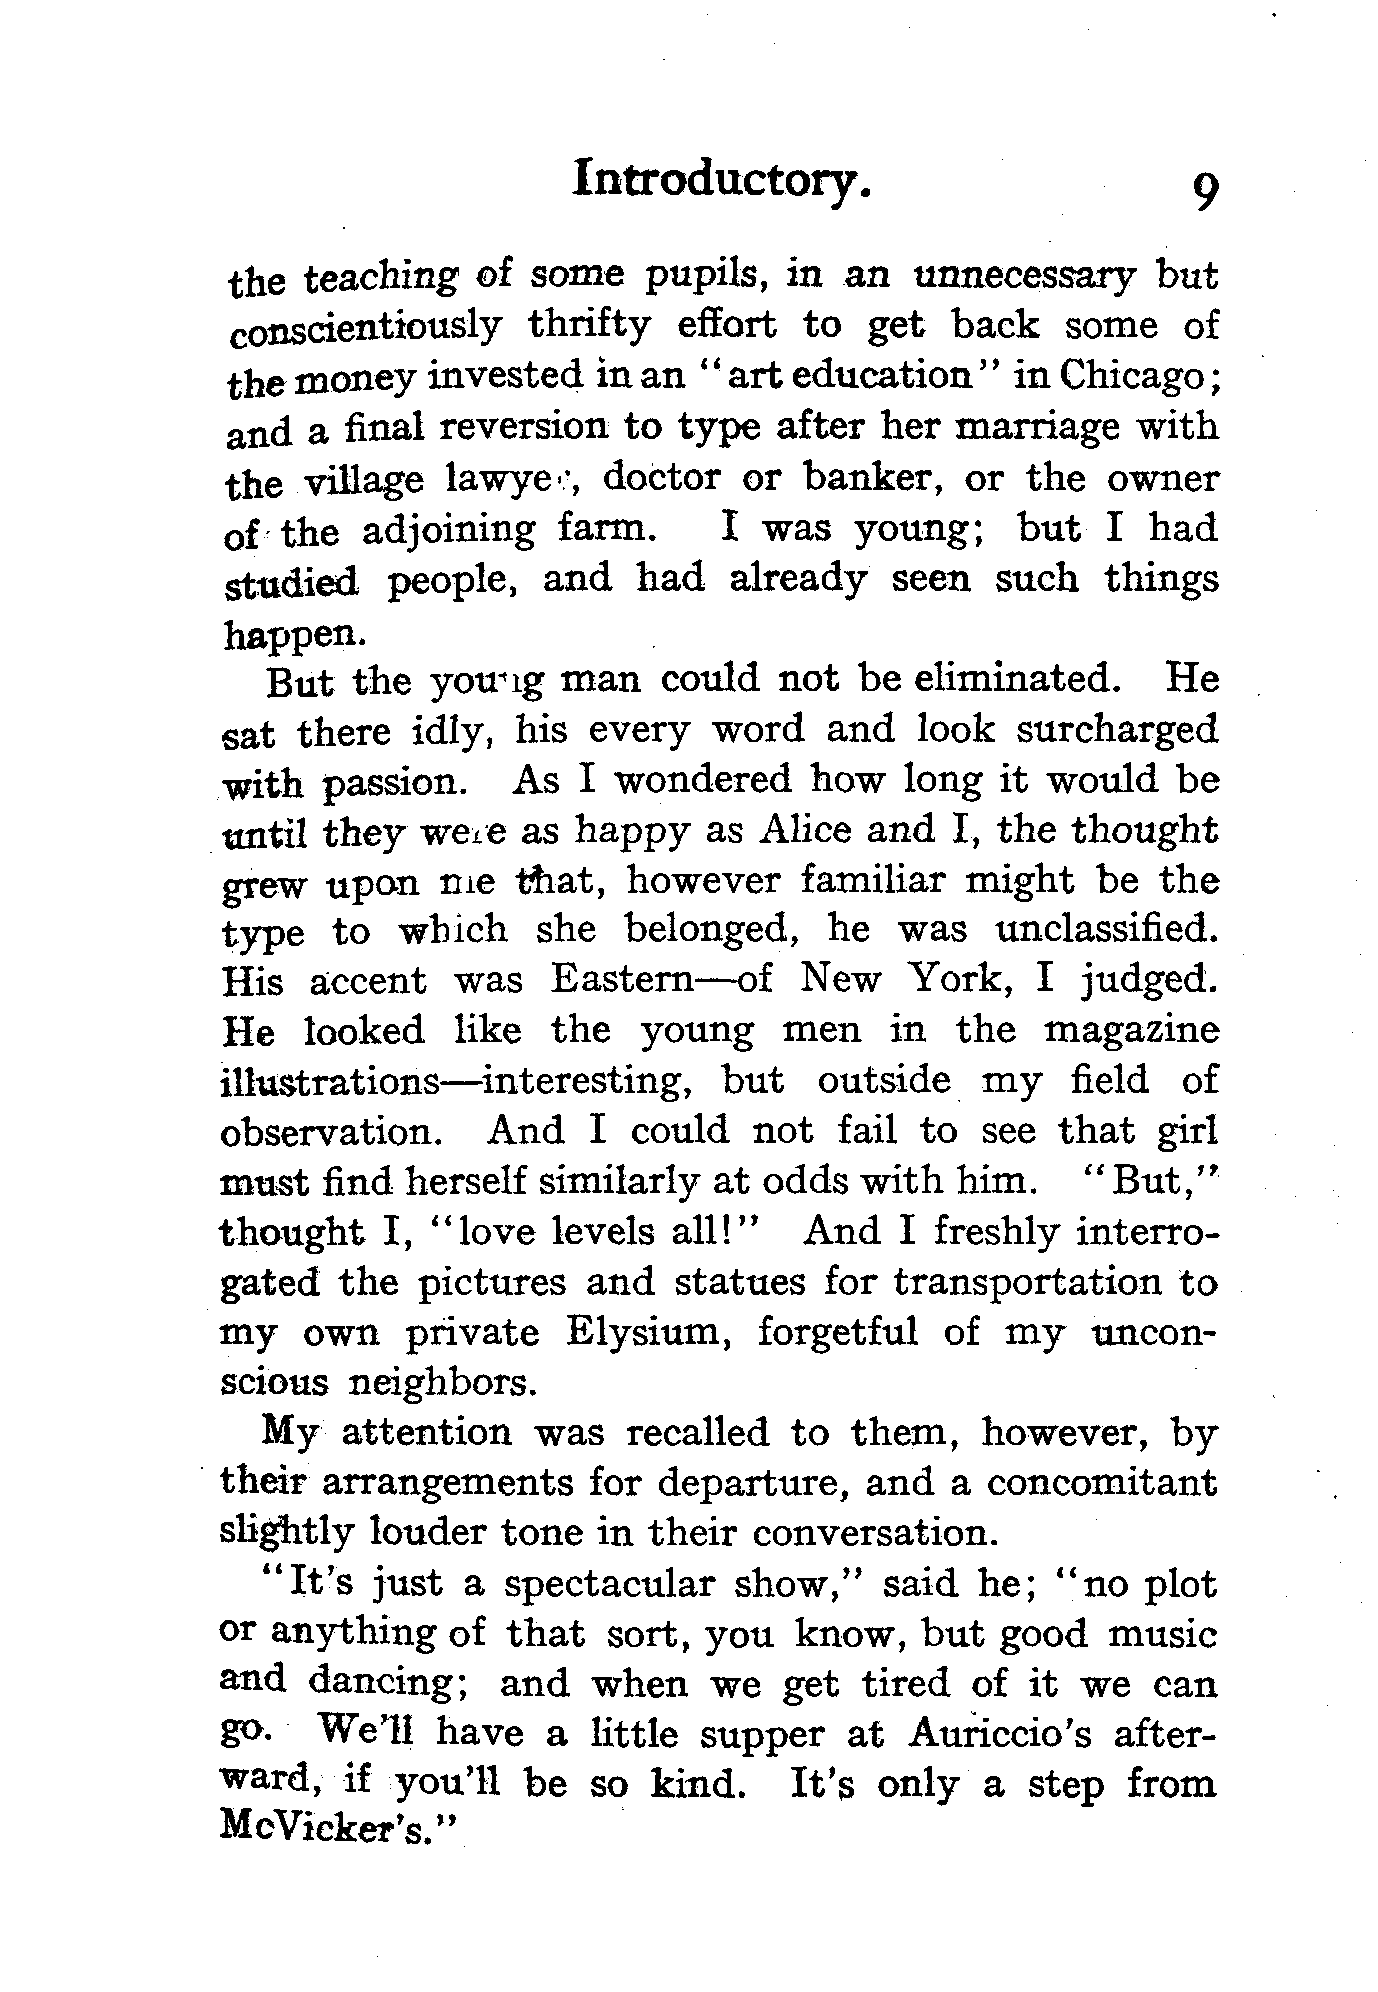 Introductory. 9
the teaching of some pupils, in an unnecessary but
conscientiously thrifty effort to get back some of
the money invested in an "art education" in Chicago;
and a final reversion to type after her marriage with
the village lawyer, doctor or banker, or the owner
of the adjoining farm. I was young; but I had
studied people, and had already seen such things
happen.
But the young man could not be eliminated. He
sat there idly, his every word and look surcharged
with passion. As I wondered how long it would be
until they were as happy as Alice and I, the thought
grew upon me that, however familiar might be the
type to which she belonged, he was unclassified.
His accent was Eastern—of New York, I judged.
He looked like the young men in the magazine
illustrations—interesting, but outside my field of
observation. And I could not fail to see that girl
must find herself similarly at odds with him. "But,"
thought I, "love levels all!" And I freshly interro-
gated the pictures and statues for transportation to
my own private Elysium, forgetful of my uncon-
scious neighbors.
My attention was recalled to them, however, by
their arrangements for departure, and a concomitant
slightly louder tone in their conversation.
"It's just a spectacular show," said he; "no plot
or anything of that sort, you know, but good music
and dancing; and when we get tired of it we can
go. We'll have a little supper at Auriccio's after-
ward, if you'll be so kind. It's only a step from
McVicker's."